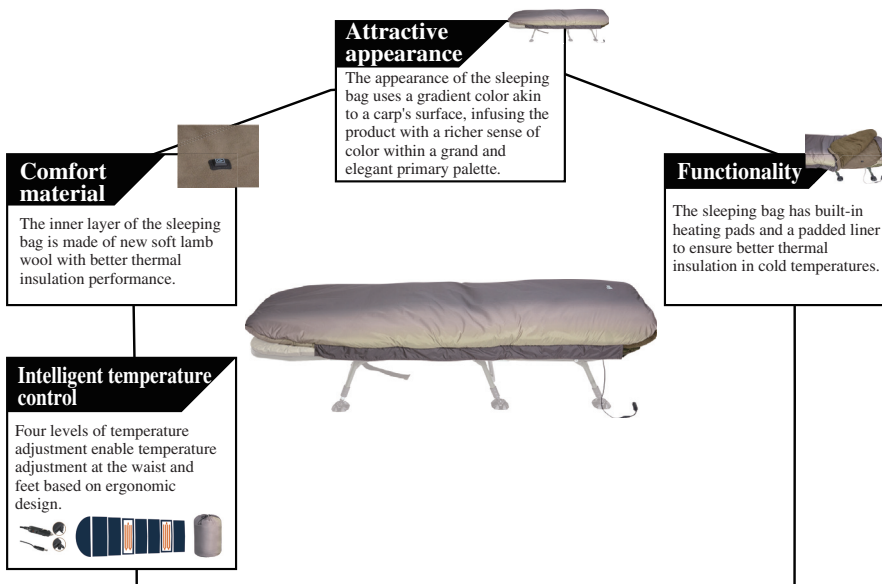 Attractive
appearance
The appearance of the sleeping
bag uses a gradient color akin
to a carp's surface, infusing the
product with a richer sense of
color within a grand and
elegant primary palette.
Comfort
material
The inner layer of the sleeping
bag is made of new soft lamb
wool with better thermal
insulation performance.
Functionality
The sleeping bag has built-in
heating pads and a padded liner
to ensure better thermal
insulation in cold temperatures.
Intelligent temperature
control
Four levels of temperature
adjustment enable temperature
adjustment at the waist and
feet based on ergonomic
design.